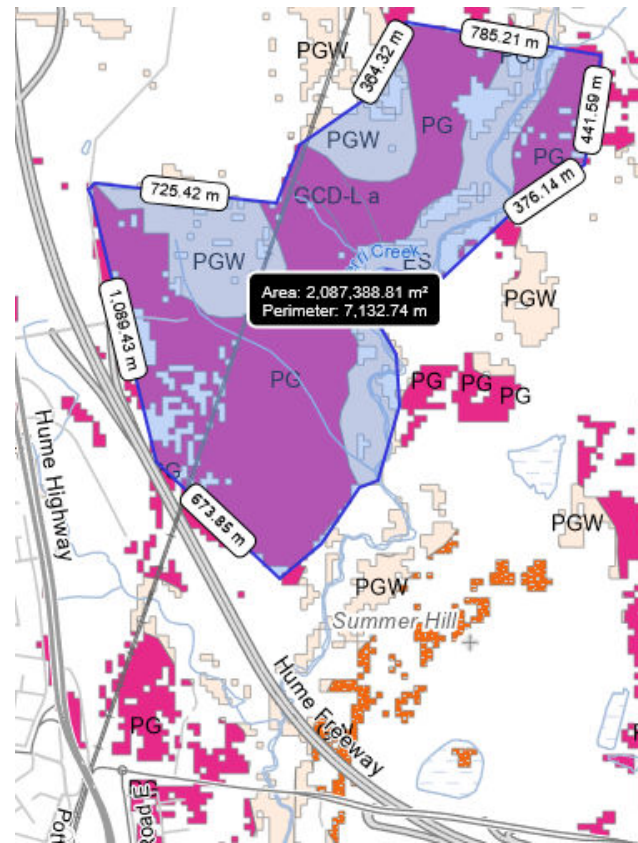 785.21 m
PGW
364.32 m
PG
PG
441.59 m
PGW
PG
376.14 m
725.42 m
GCD-L a
Creek
PGW
ES
PGW
Area: 2,087,388.81 m²
Perimeter: 7,132.74 m
1,089.43 m
PG
PG
PG
PG
Hume Highway
673.85 m
PGW
PGW
Summer Hill
Hume Freeway
PG
Road E